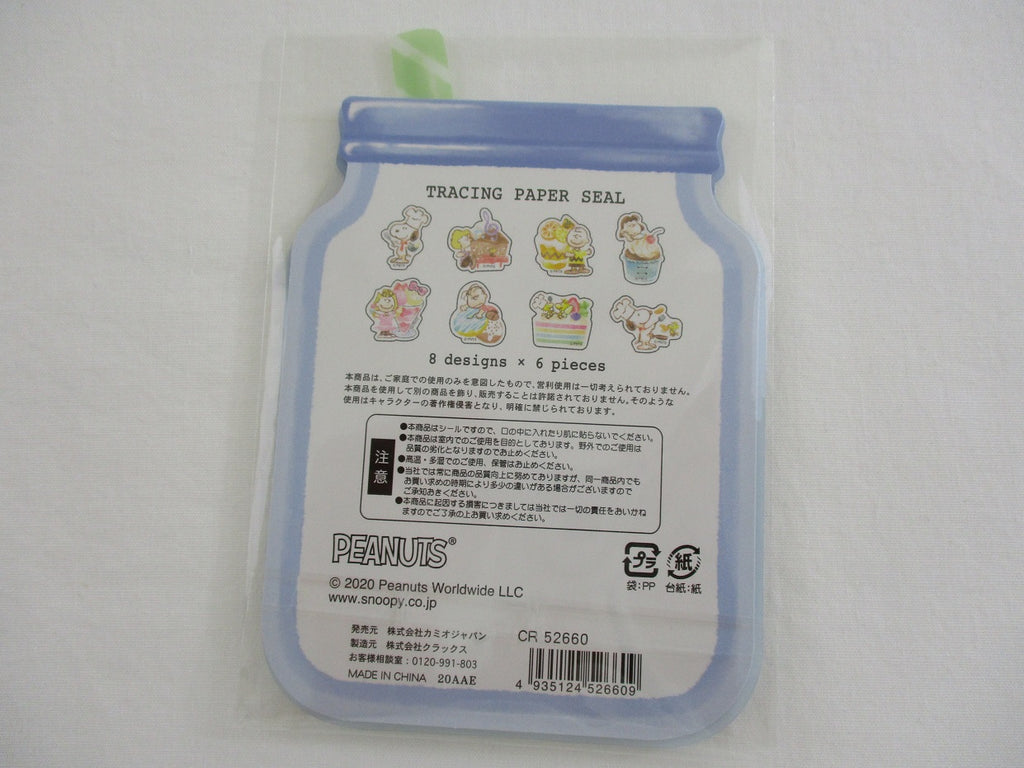 TRACING PAPER SEAL
8 designs × 6 pieces
本商品は、ご家庭での使用のみを意図したもので、営利使用は一切考えられておりません。
本商品を使用して別の商品を飾り、販売することは許諾されておりません。そのような
使用はキャラクターの著作権侵害となり、明確に禁じられております。
注意
●本商品はシールですので、口の中に入れたり肌に貼らないでください。
●本商品は室内でのご使用を目的としております。野外でのご使用は
品質の劣化となりますのでお止めください。
●高温・多湿でのご使用、保管はお止めください。
●当社では常に商品の品質向上に努めておりますが、同一商品内でも
お買い求めの時期により多少の違いがある場合がございますので
ご承知おきください。
●本商品に起因する損害につきましては当社では一切の責任をおいかね
ますのでご了承の上お買い求めください。
PEANUTS®
プラ 紙
袋:PP 台紙:紙
© 2020 Peanuts Worldwide LLC
www.snoopy.co.jp
発売元 株式会社カミオジャパン
製造元 株式会社クラックス
お客様相談室:0120-991-803
MADE IN CHINA 20AAE
CR 52660
4 935124 526609